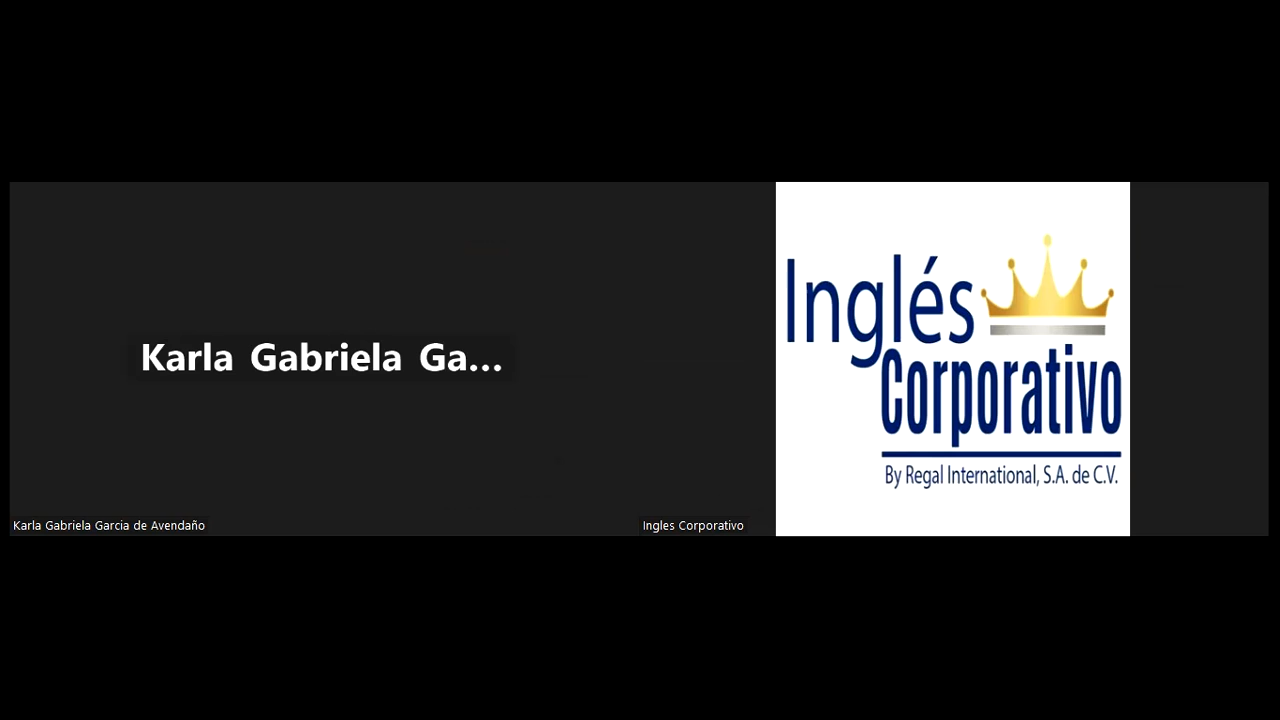 Karla Gabriela Ga...
Karla Gabriela Garcia de Avendaño
Inglés
Corporativo
By Regal International, S.A. de C.V.
Ingles Corporativo